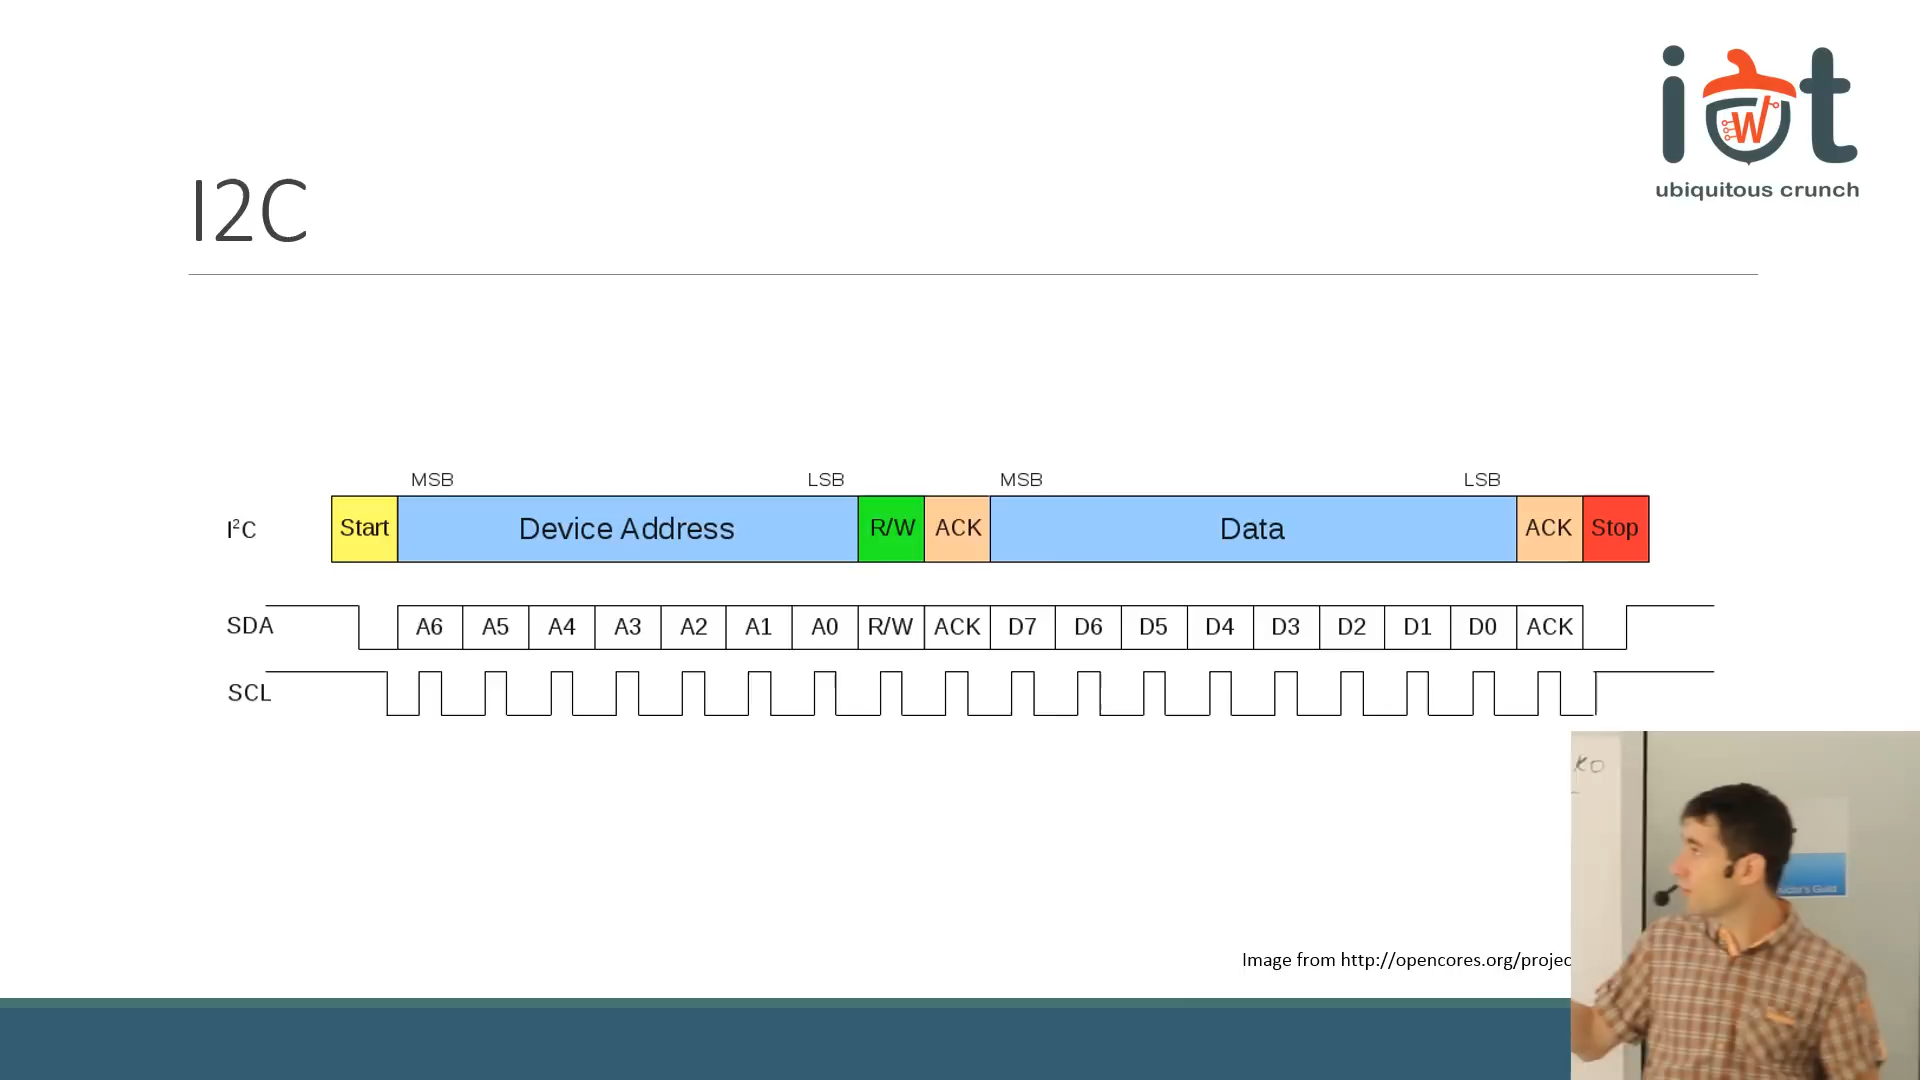 iot
W
ubiquitous crunch
I2C
MSB LSB MSB LSB
I²C Start Device Address R/W ACK Data ACK Stop
SDA A6 A5 A4 A3 A2 A1 A0 R/W ACK D7 D6 D5 D4 D3 D2 D1 D0 ACK
SCL
KO
Image from http://opencores.org/projec